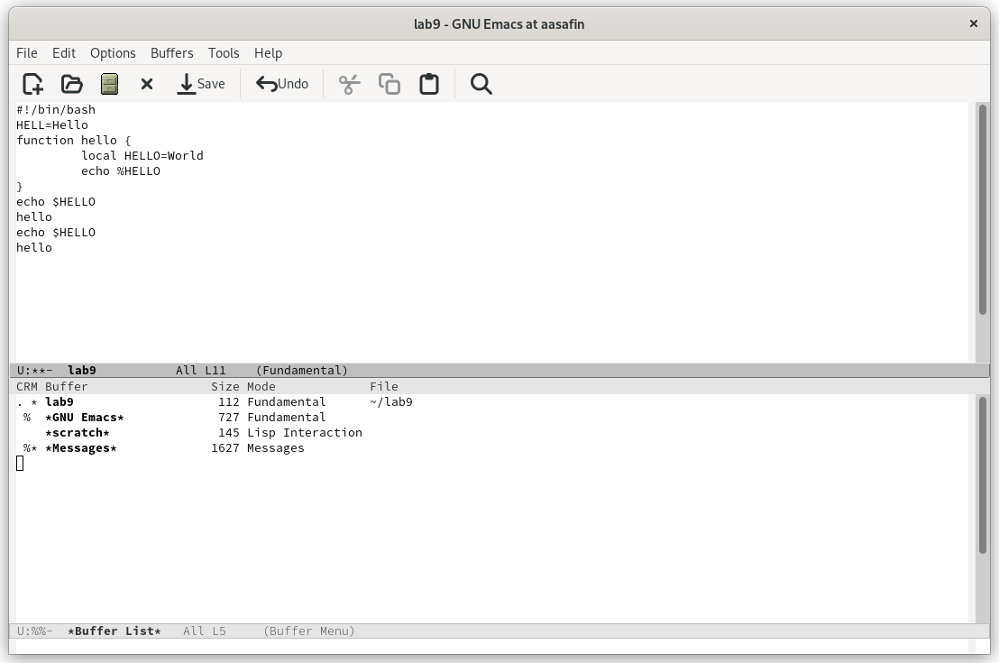 lab9 - GNU Emacs at aasafin
File Edit Options Buffers Tools Help
Save Undo
#!/bin/bash
HELL=Hello
function hello {
local HELLO=World
echo %HELLO
}
echo $HELLO
hello
echo $HELLO
hello
U:**- lab9 All L11 (Fundamental)
CRM Buffer Size Mode File
. * lab9 112 Fundamental ~/lab9
% *GNU Emacs* 727 Fundamental
*scratch* 145 Lisp Interaction
%* *Messages* 1627 Messages
U:%%- *Buffer List* All L5 (Buffer Menu)